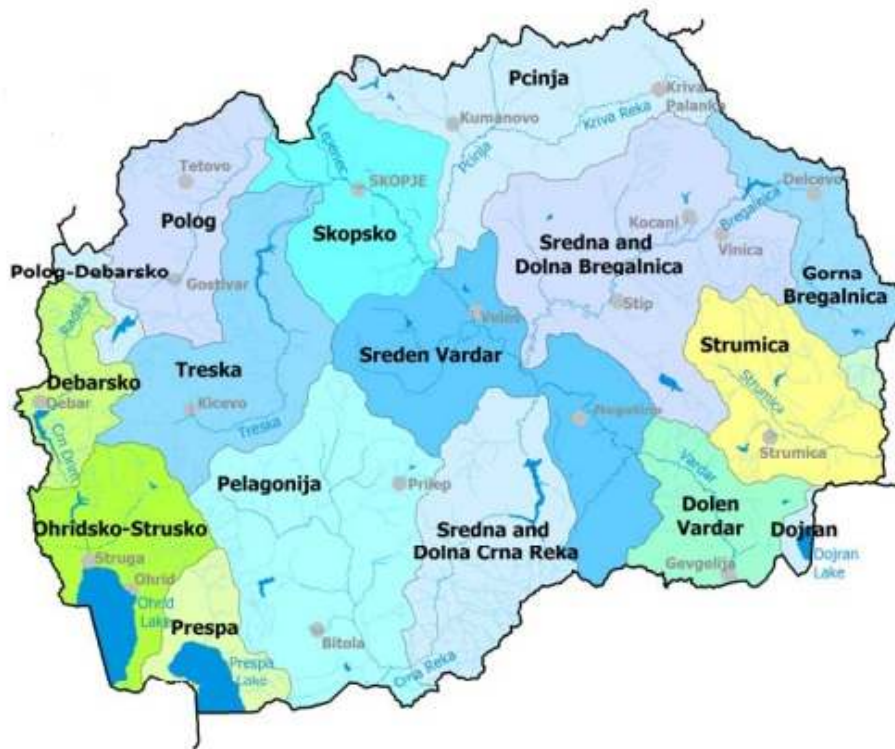 Pcinja
Kriva
Palanka
Kumanovo
Kriva Reka
Pcinja
Lepenec
SKOPJE
Tetovo
Polog
Skopsko
Delcevo
Bregalnica
Kocani
Vinica
Sredna and
Dolna Bregalnica
Gorna
Bregalnica
Polog-Debarsko
Gostivar
Radika
Stip
Veles
Sreden Vardar
Strumica
Strumica
Strumica
Treska
Debarsko
Debar
Kicevo
Treska
Crn Drim
Negotino
Pelagonija
Prilep
Vardar
Dolen
Vardar
Dojran
Dojran
Lake
Gevgelija
Sredna and
Dolna Crna Reka
Ohridsko-Strusko
Struga
Ohrid
Ohrid
Lake
Prespa
Prespa
Lake
Bitola
Crna Reka